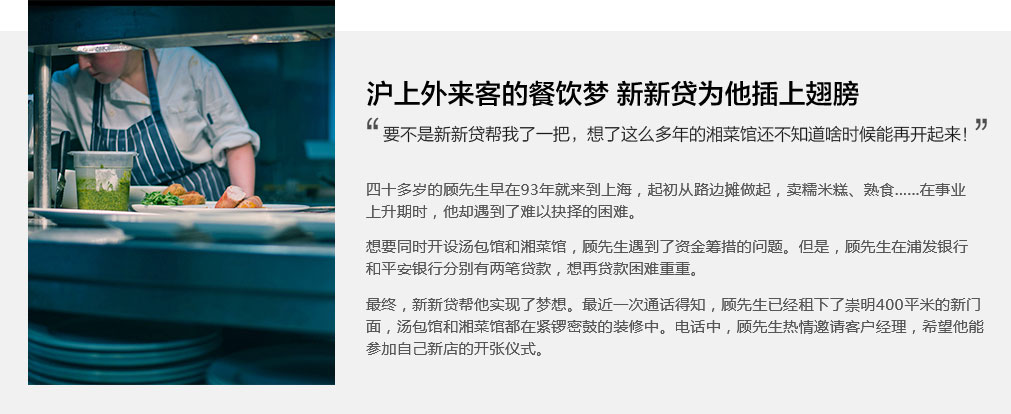 沪上外来客的餐饮梦 新新贷为他插上翅膀
“ 要不是新新贷帮我了一把，想了这么多年的湘菜馆还不知道啥时候能再开起来！ ”
四十多岁的顾先生早在93年就来到上海，起初从路边摊做起，卖糯米糕、熟食......在事业
上升期时，他却遇到了难以抉择的困难。
想要同时开设汤包馆和湘菜馆，顾先生遇到了资金筹措的问题。但是，顾先生在浦发银行
和平安银行分别有两笔贷款，想再贷款困难重重。
最终，新新贷帮他实现了梦想。最近一次通话得知，顾先生已经租下了崇明400平米的新门
面，汤包馆和湘菜馆都在紧锣密鼓的装修中。电话中，顾先生热情邀请客户经理，希望他能
参加自己新店的开张仪式。